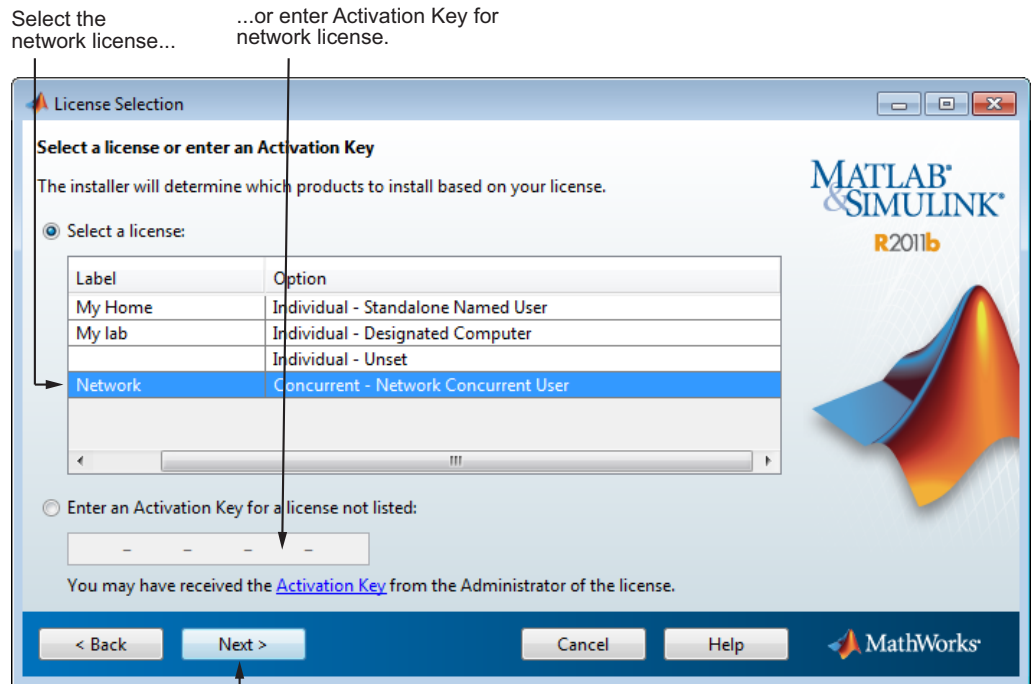 Select the
network license...
...or enter Activation Key for
network license.
License Selection
Select a license or enter an Activation Key
The installer will determine which products to install based on your license.
MATLAB®
&SIMULINK®
R2011b
Select a license:
Label Option
My Home Individual - Standalone Named User
My lab Individual - Designated Computer
Individual - Unset
Network Concurrent - Network Concurrent User
Enter an Activation Key for a license not listed:
- - - -
You may have received the Activation Key from the Administrator of the license.
< Back Next > Cancel Help MathWorks®